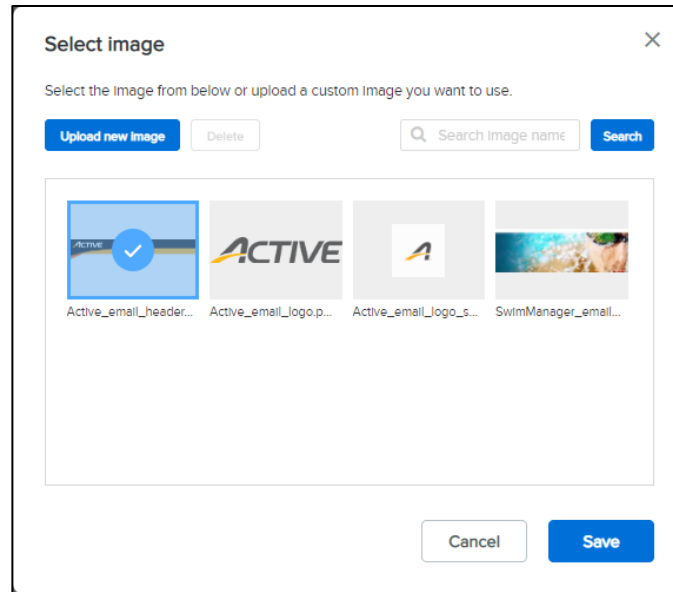 Select image
Select the image from below or upload a custom image you want to use.
Upload new image
Delete
Search image name
Search
ACTIVE
ACTIVE
Active_email_header...
Active_email_logo.p...
Active_email_logo_s...
SwimManager_email...
Cancel
Save